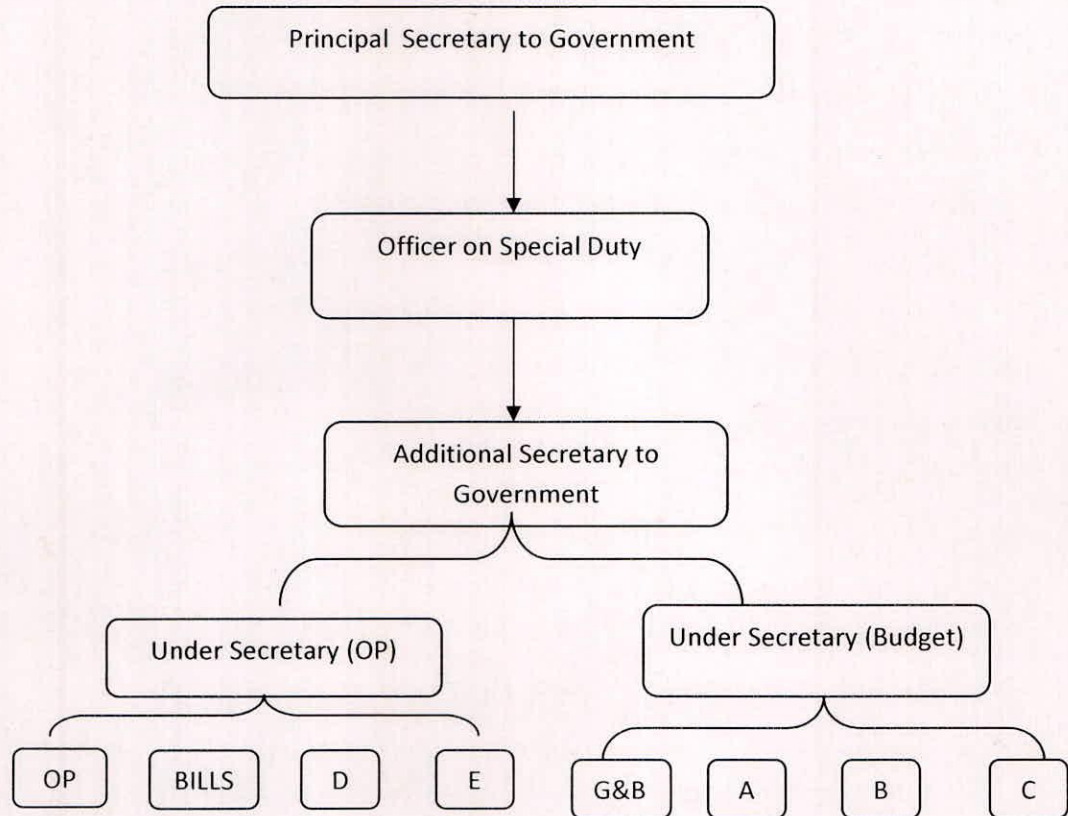 Principal Secretary to Government
Officer on Special Duty
Additional Secretary to
Government
Under Secretary (OP)
Under Secretary (Budget)
OP
BILLS
D
E
G&B
A
B
C